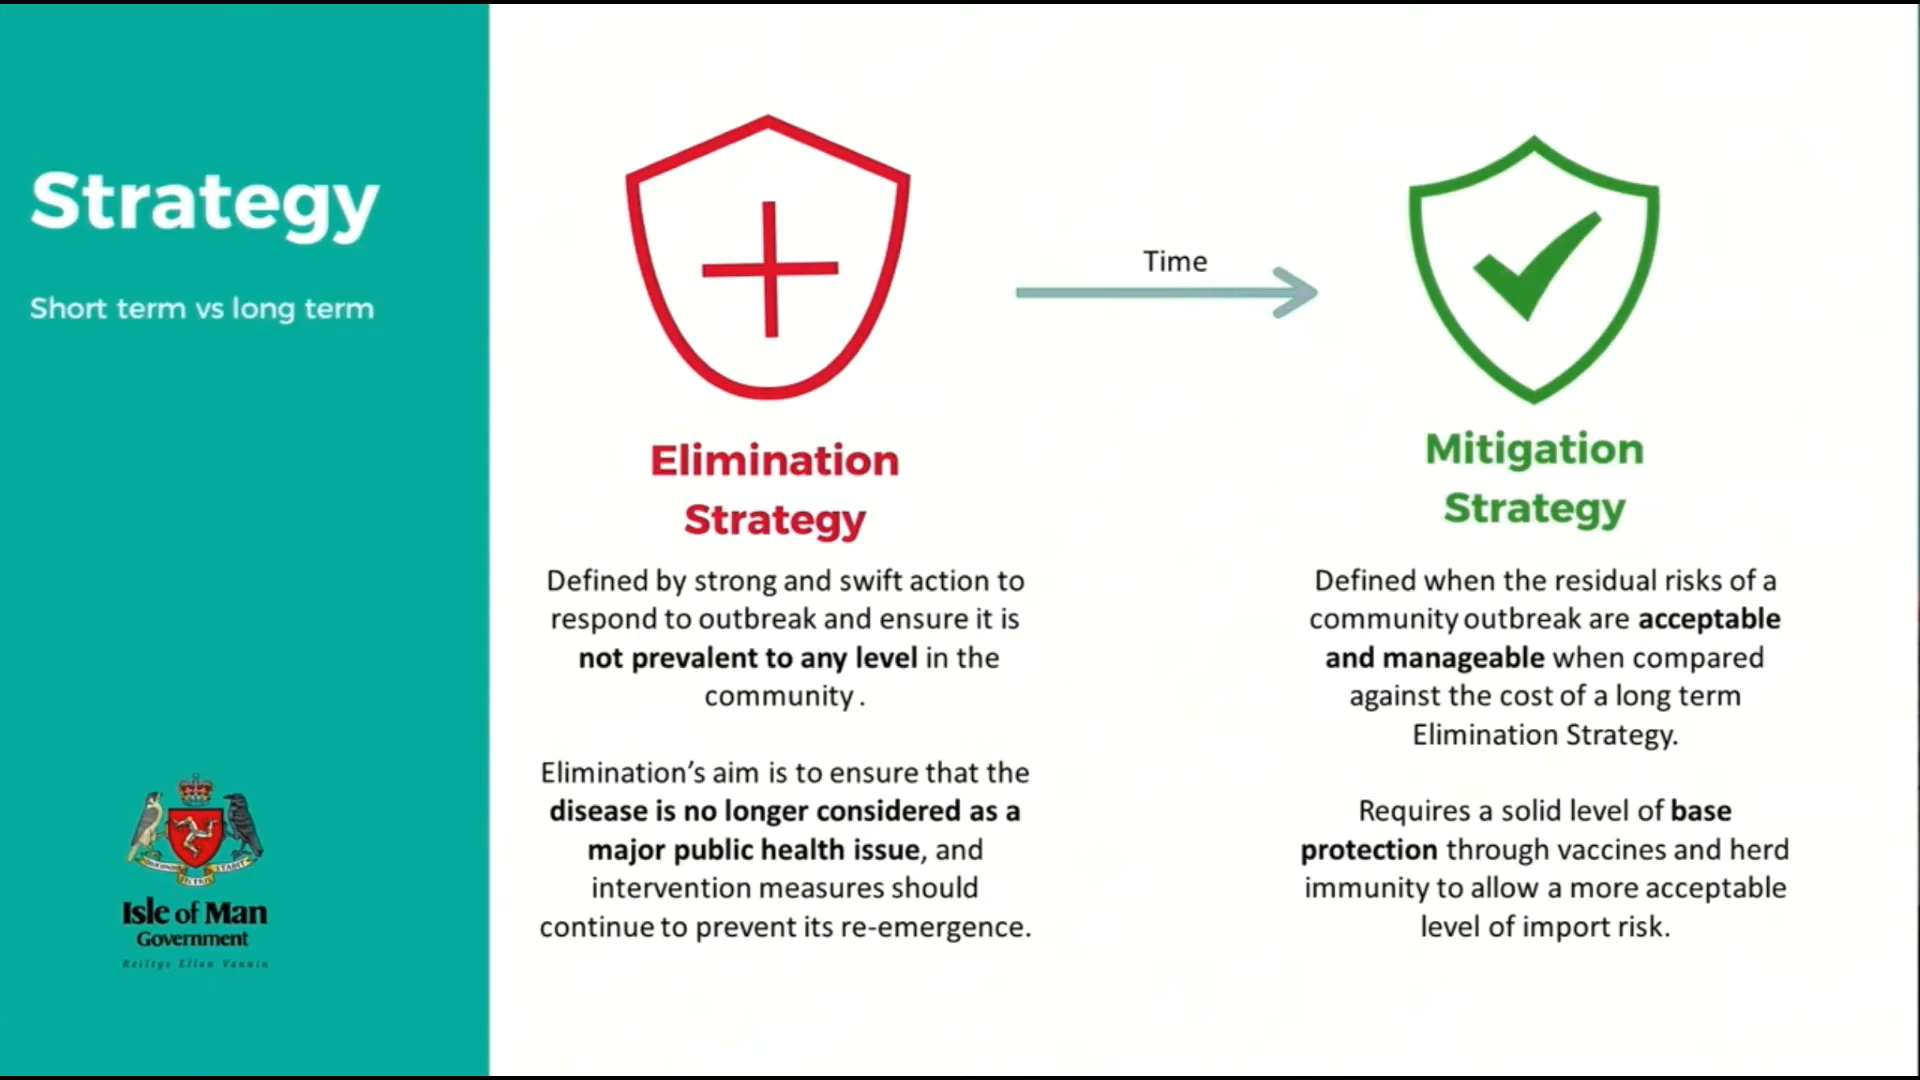 Strategy
Short term vs long term
Isle of Man
Government
Reiltys Ellan Vannin
Time
Elimination
Strategy
Defined by strong and swift action to
respond to outbreak and ensure it is
not prevalent to any level in the
community.
Elimination’s aim is to ensure that the
disease is no longer considered as a
major public health issue, and
intervention measures should
continue to prevent its re-emergence.
Mitigation
Strategy
Defined when the residual risks of a
community outbreak are acceptable
and manageable when compared
against the cost of a long term
Elimination Strategy.
Requires a solid level of base
protection through vaccines and herd
immunity to allow a more acceptable
level of import risk.